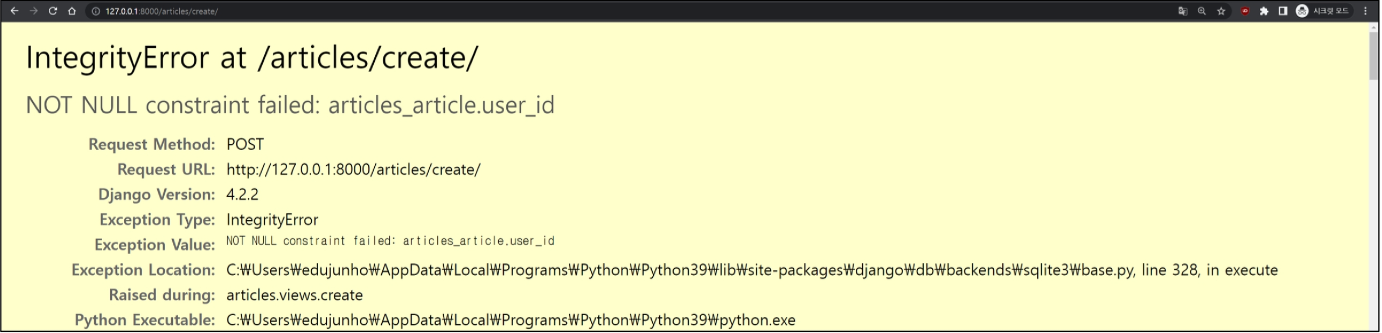 127.0.0.1:8000/articles/create/
시크릿 모드
IntegrityError at /articles/create/
NOT NULL constraint failed: articles_article.user_id
Request Method: POST
Request URL: http://127.0.0.1:8000/articles/create/
Django Version: 4.2.2
Exception Type: IntegrityError
Exception Value: NOT NULL constraint failed: articles_article.user_id
Exception Location: C:₩Users₩edujunho₩AppData₩Local₩Programs₩Python₩Python39₩lib₩site-packages₩django₩db₩backends₩sqlite3₩base.py, line 328, in execute
Raised during: articles.views.create
Python Executable: C:₩Users₩edujunho₩AppData₩Local₩Programs₩Python₩Python39₩python.exe